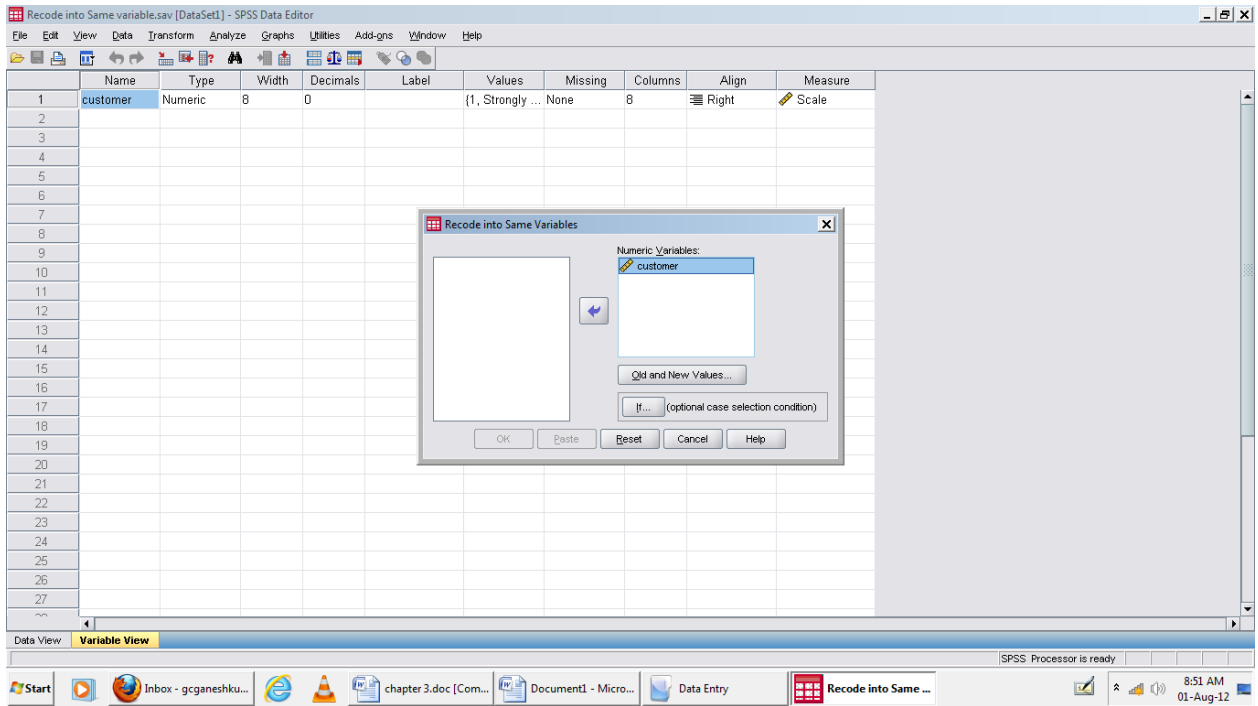 Recode into Same variable.sav [DataSet1] - SPSS Data Editor
File Edit View Data Transform Analyze Graphs Utilities Add-ons Window Help
Name Type Width Decimals Label Values Missing Columns Align Measure
1 customer Numeric 8 0 {1, Strongly ... None 8 Right Scale
2
3
4
5
6
7
Recode into Same Variables
8
9
Numeric Variables:
customer
10
11
12
13
14
15
Old and New Values...
16
17
If... (optional case selection condition)
18
19
OK Paste Reset Cancel Help
20
21
22
23
24
25
26
27
Data View Variable View
SPSS Processor is ready
Start Inbox - gcganeshku... chapter 3.doc [Com... Document1 - Micro... Data Entry Recode into Same ... 8:51 AM
01-Aug-12